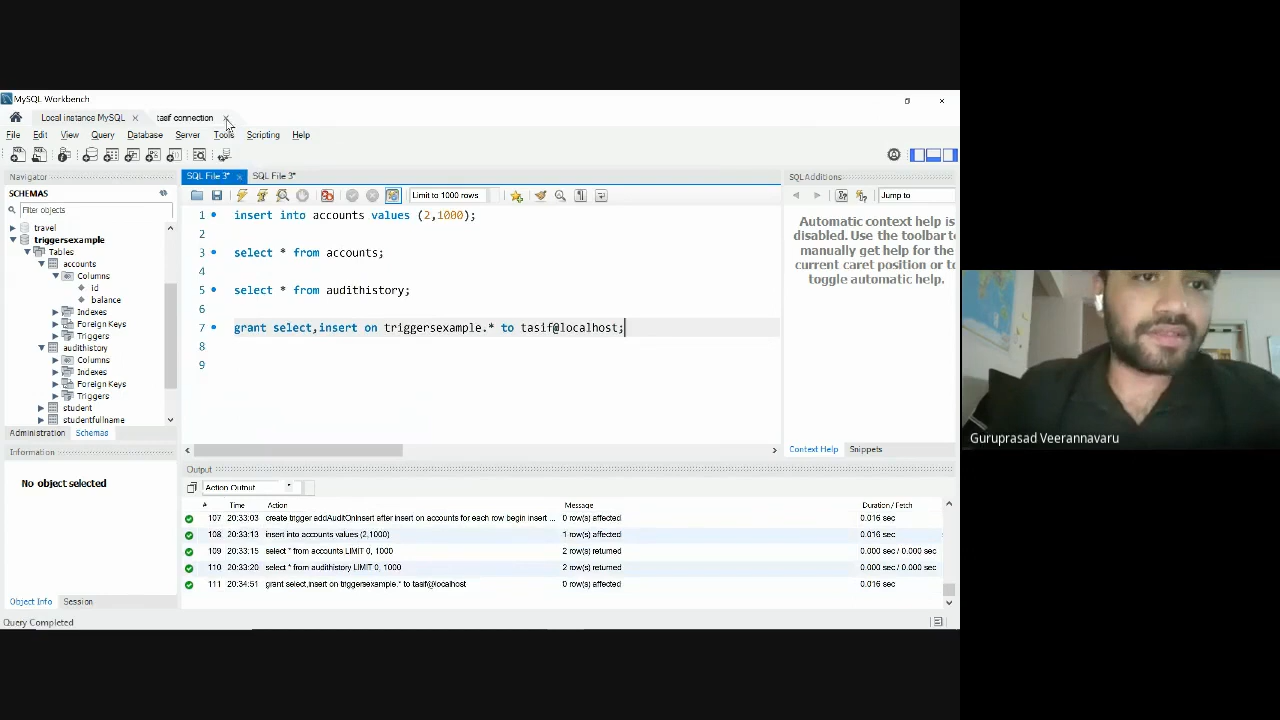 MySQL Workbench
Local instance MySQL
tasif connection
File Edit View Query Database Server Tools Scripting Help
Navigator
SCHEMAS
Filter objects
travel
triggersexample
Tables
accounts
Columns
id
balance
Indexes
Foreign Keys
Triggers
audithistory
Columns
Indexes
Foreign Keys
Triggers
student
studentfullname
Administration Schemas
Information
No object selected
Object Info Session
Query Completed
SQL File 3* SQL File 3*
Limit to 1000 rows
1 insert into accounts values (2,1000);
2
3 select * from accounts;
4
5 select * from audithistory;
6
7 grant select,insert on triggersexample.* to tasif@localhost;
8
9
SQLAdditions
Jump to
Automatic context help is
disabled. Use the toolbar to
manually get help for the
current caret position or to
toggle automatic help.
Context Help Snippets
Output
Action Output
Time Action Message Duration / Fetch
107 20:33:03 create trigger addAuditOnInsert after insert on accounts for each row begin insert ... 0 row(s) affected 0.016 sec
108 20:33:13 insert into accounts values (2,1000) 1 row(s) affected 0.016 sec
109 20:33:15 select * from accounts LIMIT 0, 1000 2 row(s) returned 0.000 sec / 0.000 sec
110 20:33:20 select * from audithistory LIMIT 0, 1000 2 row(s) returned 0.000 sec / 0.000 sec
111 20:34:51 grant select,insert on triggersexample.* to tasif@localhost 0 row(s) affected 0.016 sec
Guruprasad Veerannavaru